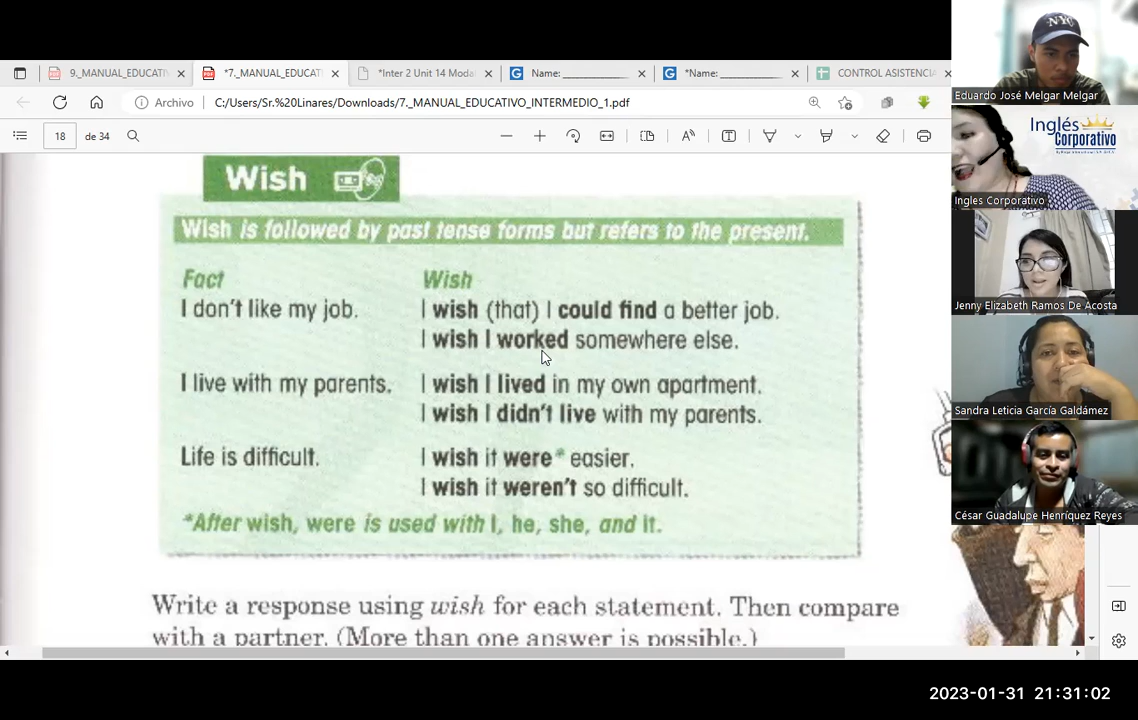 9._MANUAL_EDUCATI
*7._MANUAL_EDUCAT
*Inter 2 Unit 14 Moda
Name: ____________
*Name: ____________
CONTROL ASISTENCIA
Archivo
C:/Users/Sr.%20Linares/Downloads/7._MANUAL_EDUCATIVO_INTERMEDIO_1.pdf
18 de 34
Wish
Wish is followed by past tense forms but refers to the present.
Fact Wish
I don't like my job. I wish (that) I could find a better job.
I wish I worked somewhere else.
I live with my parents. I wish I lived in my own apartment.
I wish I didn't live with my parents.
Life is difficult. I wish it were* easier.
I wish it weren't so difficult.
*After wish, were is used with I, he, she, and it.
Write a response using wish for each statement. Then compare
with a partner. (More than one answer is possible.)
NYC
Eduardo José Melgar Melgar
Inglés
Corporativo
Ingles Corporativo
Jenny Elizabeth Ramos De Acosta
Sandra Leticia García Galdámez
César Guadalupe Henríquez Reyes
2023-01-31 21:31:02